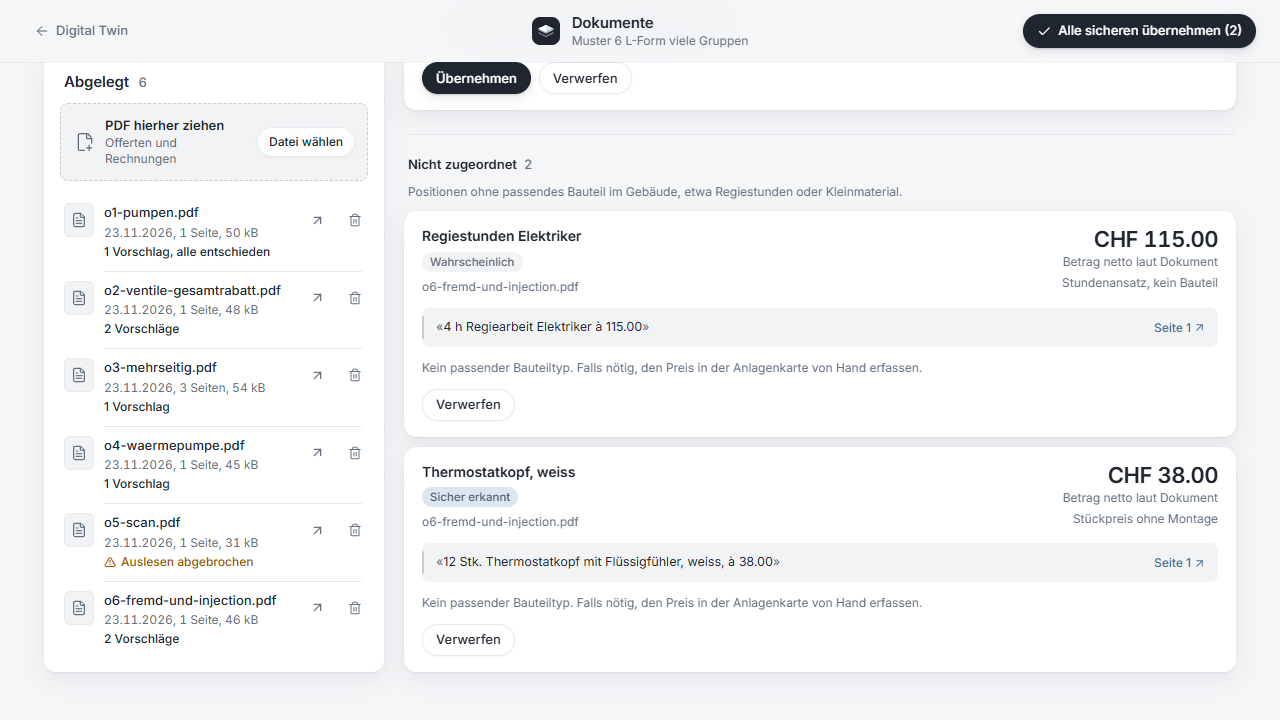 Digital Twin
Dokumente
Muster 6 L-Form viele Gruppen
Alle sicheren übernehmen (2)
Abgelegt 6
PDF hierher ziehen
Offerten und
Rechnungen
Datei wählen
o1-pumpen.pdf
23.11.2026, 1 Seite, 50 kB
1 Vorschlag, alle entschieden
o2-ventile-gesamtrabatt.pdf
23.11.2026, 1 Seite, 48 kB
2 Vorschläge
o3-mehrseitig.pdf
23.11.2026, 3 Seiten, 54 kB
1 Vorschlag
o4-waermepumpe.pdf
23.11.2026, 1 Seite, 45 kB
1 Vorschlag
o5-scan.pdf
23.11.2026, 1 Seite, 31 kB
Auslesen abgebrochen
o6-fremd-und-injection.pdf
23.11.2026, 1 Seite, 46 kB
2 Vorschläge
Übernehmen
Verwerfen
Nicht zugeordnet 2
Positionen ohne passendes Bauteil im Gebäude, etwa Regiestunden oder Kleinmaterial.
Regiestunden Elektriker
Wahrscheinlich
o6-fremd-und-injection.pdf
CHF 115.00
Betrag netto laut Dokument
Stundenansatz, kein Bauteil
«4 h Regiearbeit Elektriker à 115.00»
Seite 1
Kein passender Bauteiltyp. Falls nötig, den Preis in der Anlagenkarte von Hand erfassen.
Verwerfen
Thermostatkopf, weiss
Sicher erkannt
o6-fremd-und-injection.pdf
CHF 38.00
Betrag netto laut Dokument
Stückpreis ohne Montage
«12 Stk. Thermostatkopf mit Flüssigfühler, weiss, à 38.00»
Seite 1
Kein passender Bauteiltyp. Falls nötig, den Preis in der Anlagenkarte von Hand erfassen.
Verwerfen